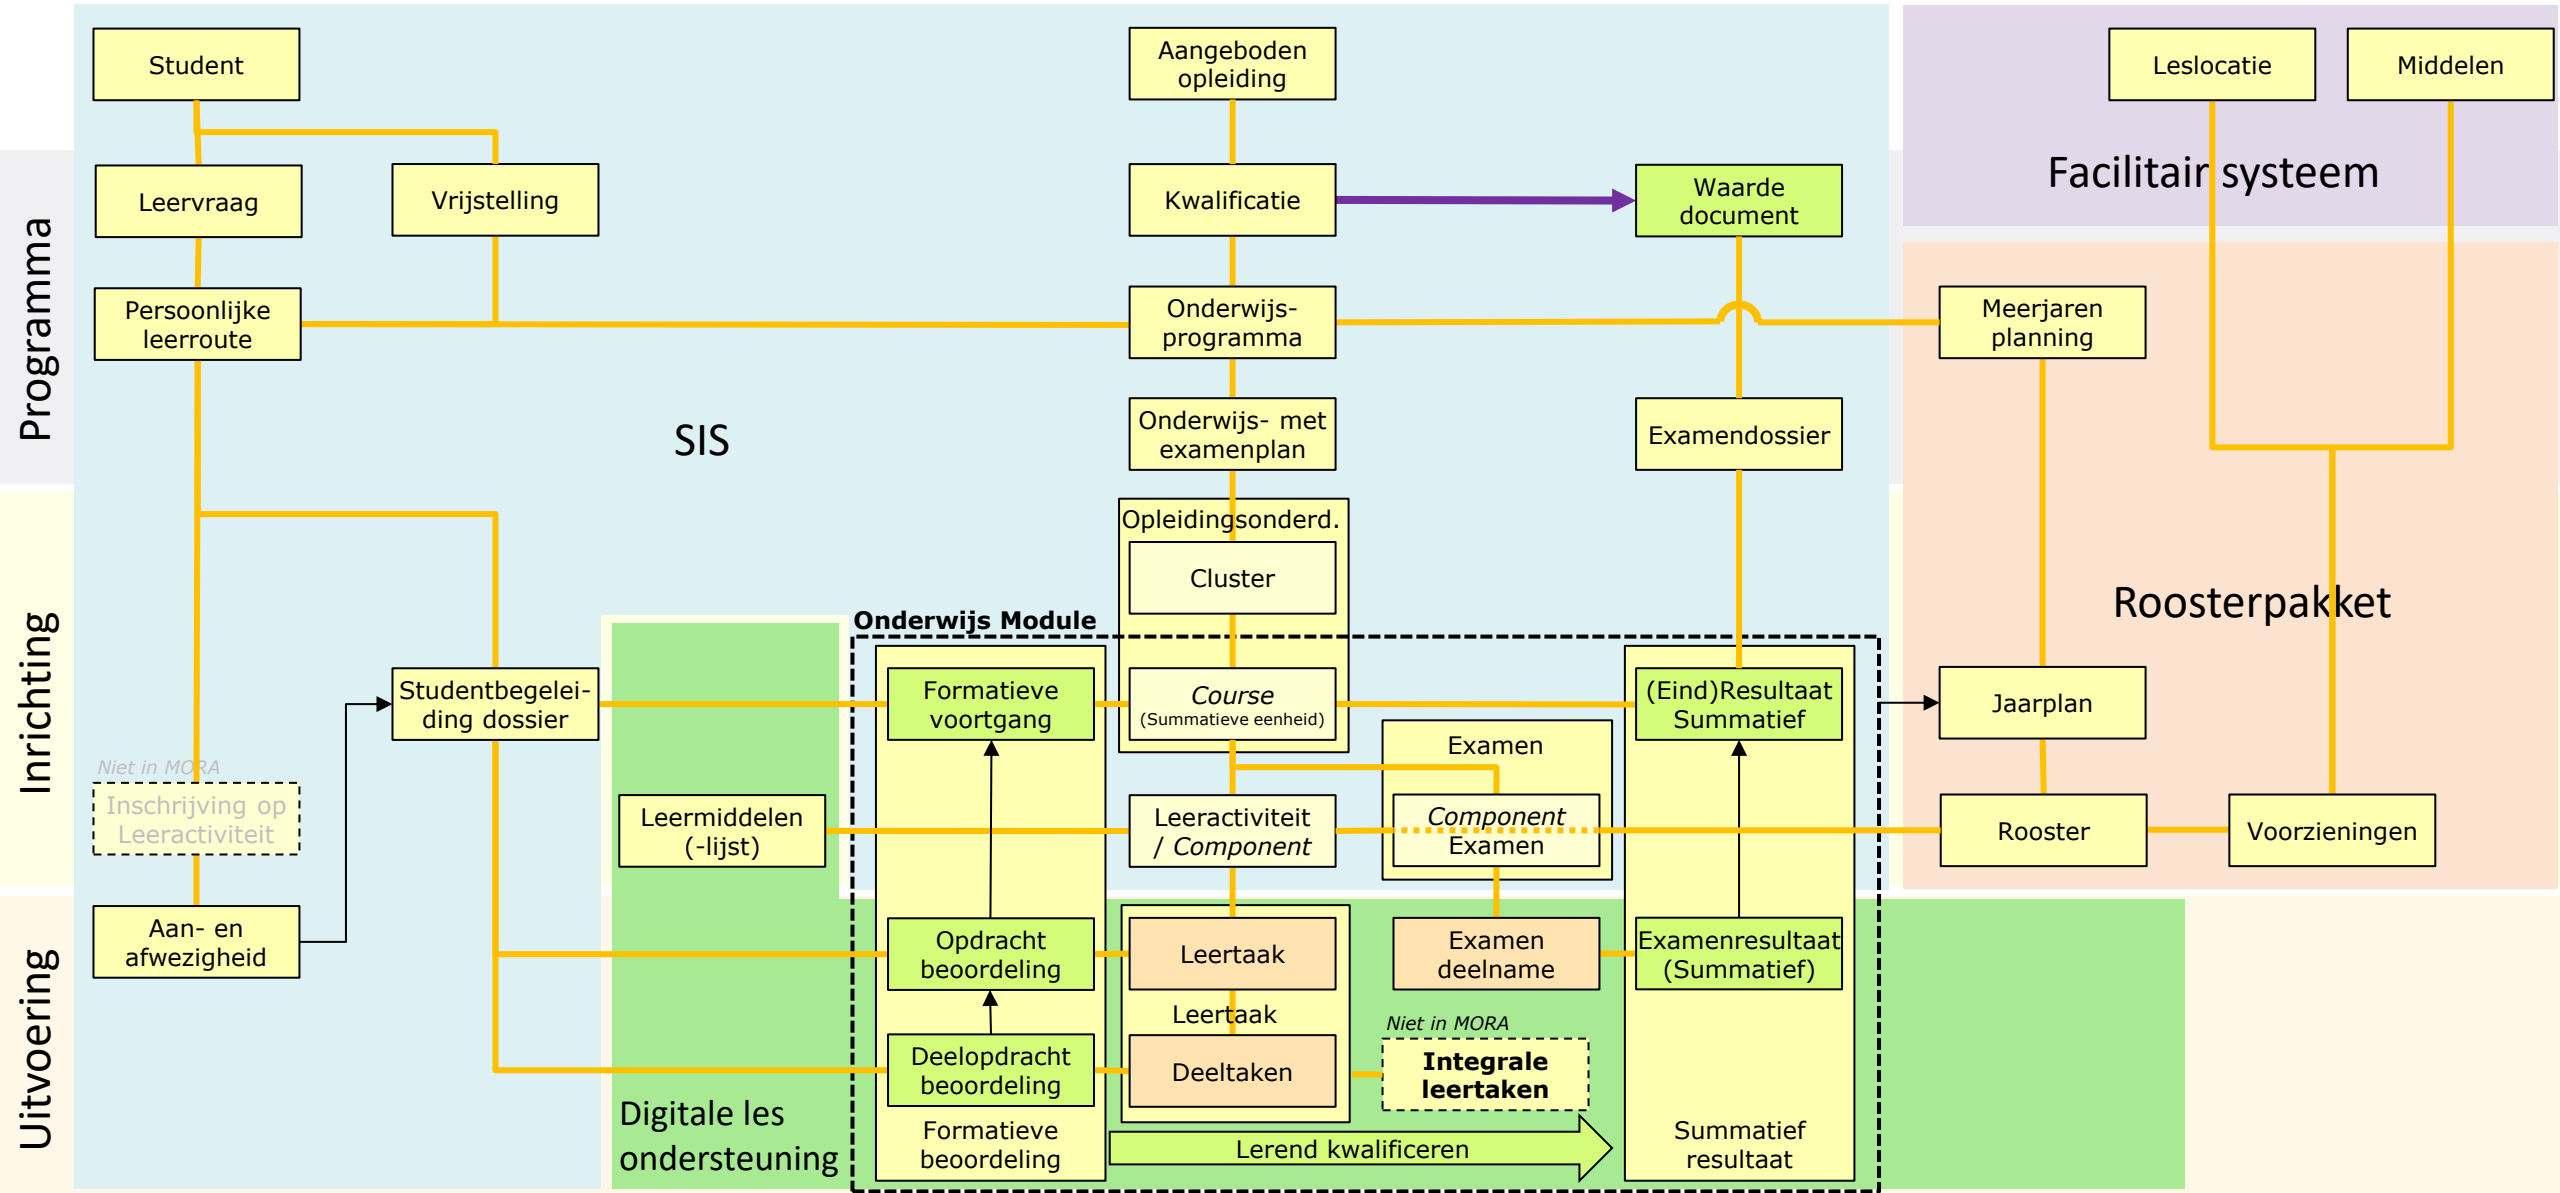 Student
Aangeboden
opleiding
Leslocatie
Middelen
Facilitair systeem
Programma
Leervraag
Vrijstelling
Kwalificatie
Waarde
document
Persoonlijke
leerroute
Onderwijs-
programma
Meerjaren
planning
SIS
Onderwijs- met
examenplan
Examendossier
Inrichting
Opleidingsonderd.
Cluster
Roosterpakket
Onderwijs Module
Studentbegelei-
ding dossier
Formatieve
voortgang
Course
(Summatieve eenheid)
(Eind)Resultaat
Summatief
Jaarplan
Examen
Niet in MORA
Inschrijving op
Leeractiviteit
Leermiddelen
(-lijst)
Leeractiviteit
/ Component
Component
Examen
Rooster
Voorzieningen
Uitvoering
Aan- en
afwezigheid
Opdracht
beoordeling
Leertaak
Examen
deelname
Examenresultaat
(Summatief)
Leertaak
Niet in MORA
Deelopdracht
beoordeling
Deeltaken
Integrale
leertaken
Digitale les
ondersteuning
Formatieve
beoordeling
Lerend kwalificeren
Summatief
resultaat